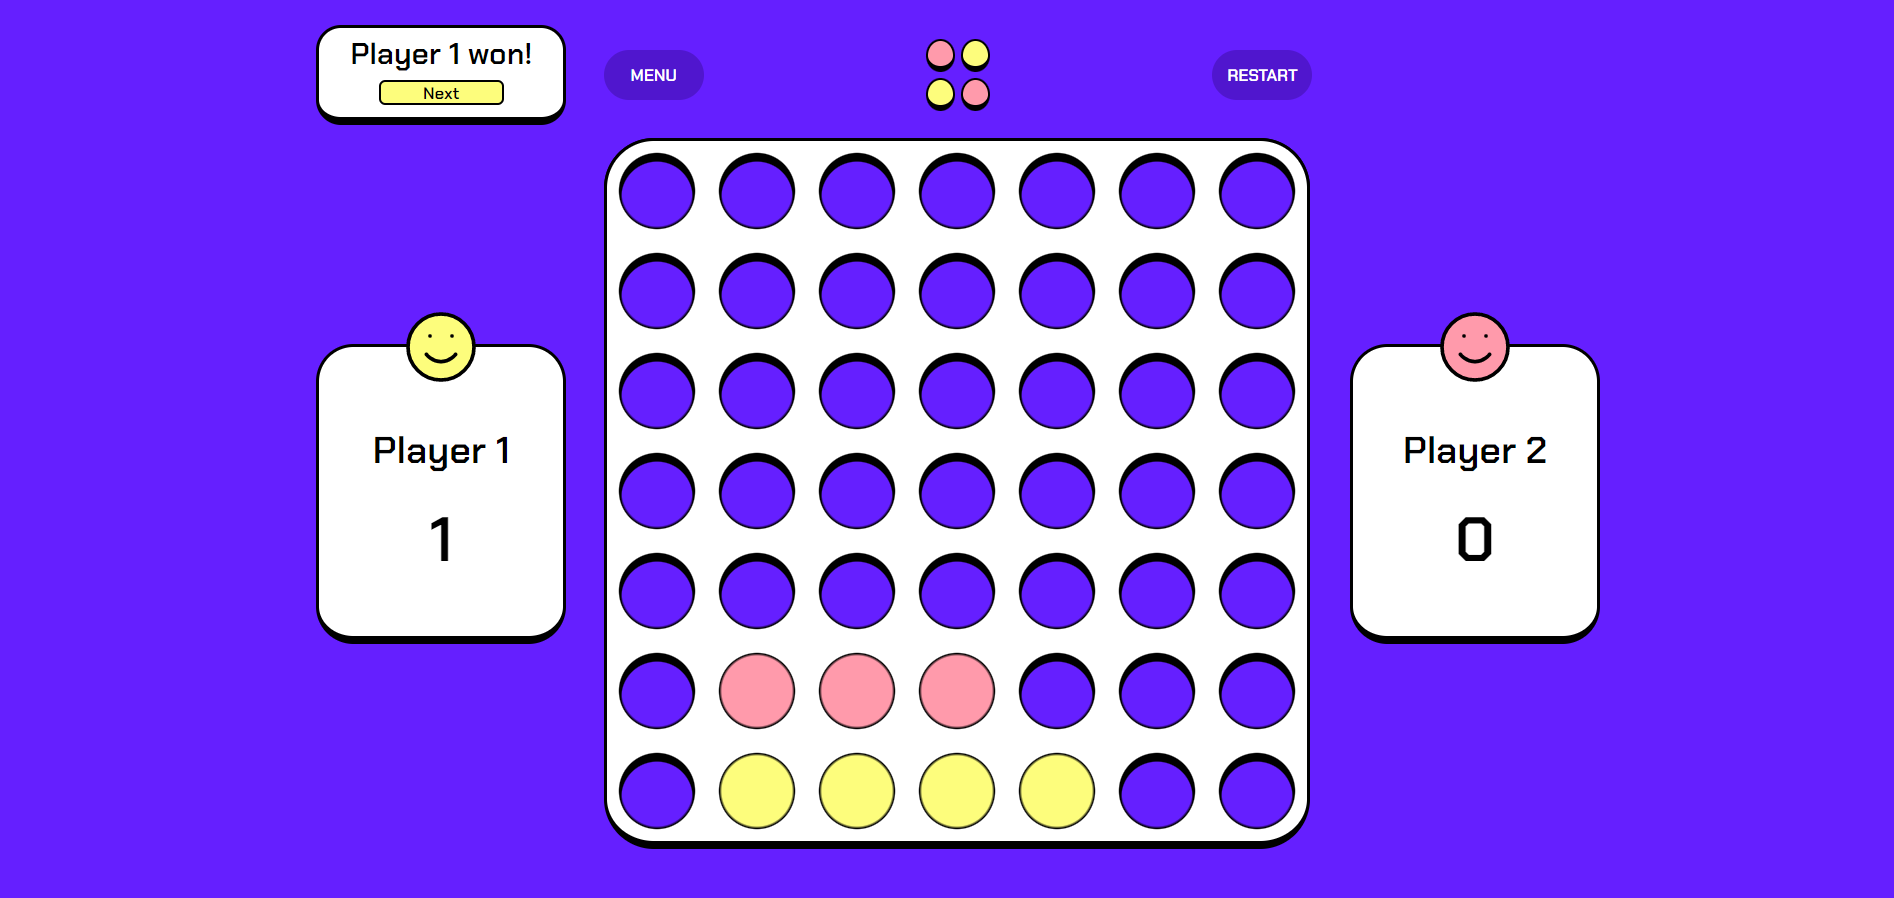 Player 1 won!
Next
MENU
RESTART
Player 1
1
Player 2
0